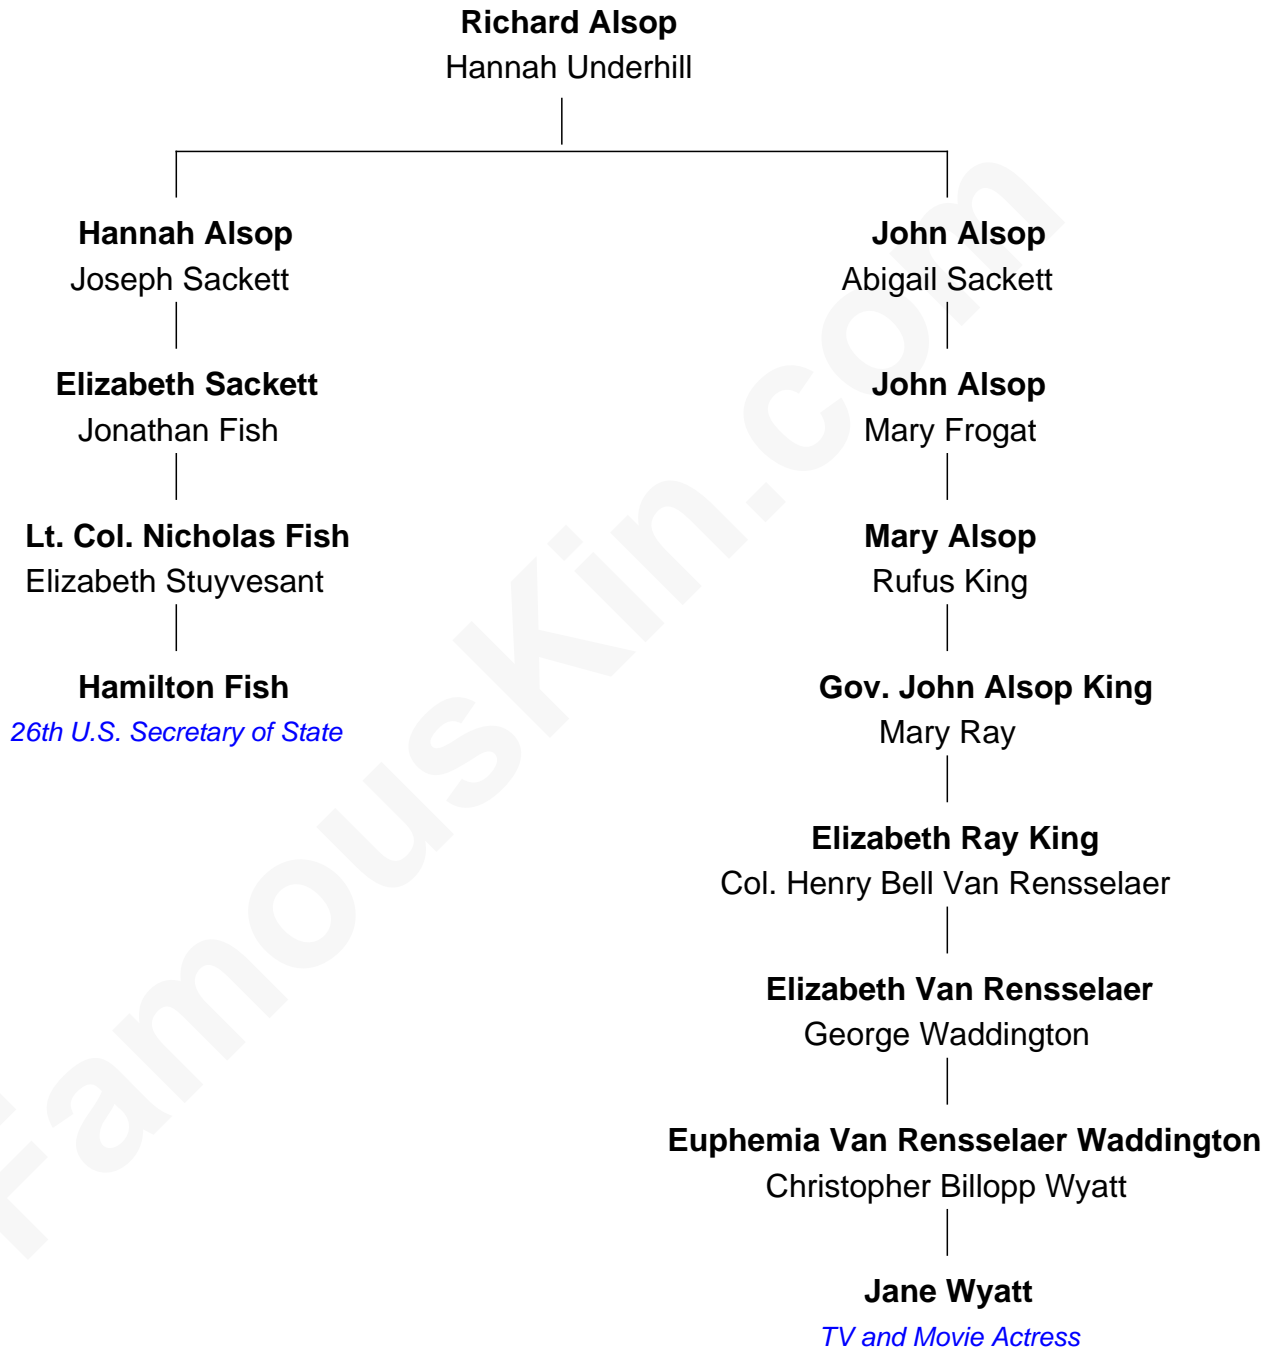 Richard Alsop
Hannah Underhill
Hannah Alsop
Joseph Sackett
John Alsop
Abigail Sackett
Elizabeth Sackett
Jonathan Fish
John Alsop
Mary Frogat
Lt. Col. Nicholas Fish
Elizabeth Stuyvesant
Mary Alsop
Rufus King
Hamilton Fish
26th U.S. Secretary of State
Gov. John Alsop King
Mary Ray
Elizabeth Ray King
Col. Henry Bell Van Rensselaer
Elizabeth Van Rensselaer
George Waddington
Euphemia Van Rensselaer Waddington
Christopher Billopp Wyatt
Jane Wyatt
TV and Movie Actress
FamousKin.com